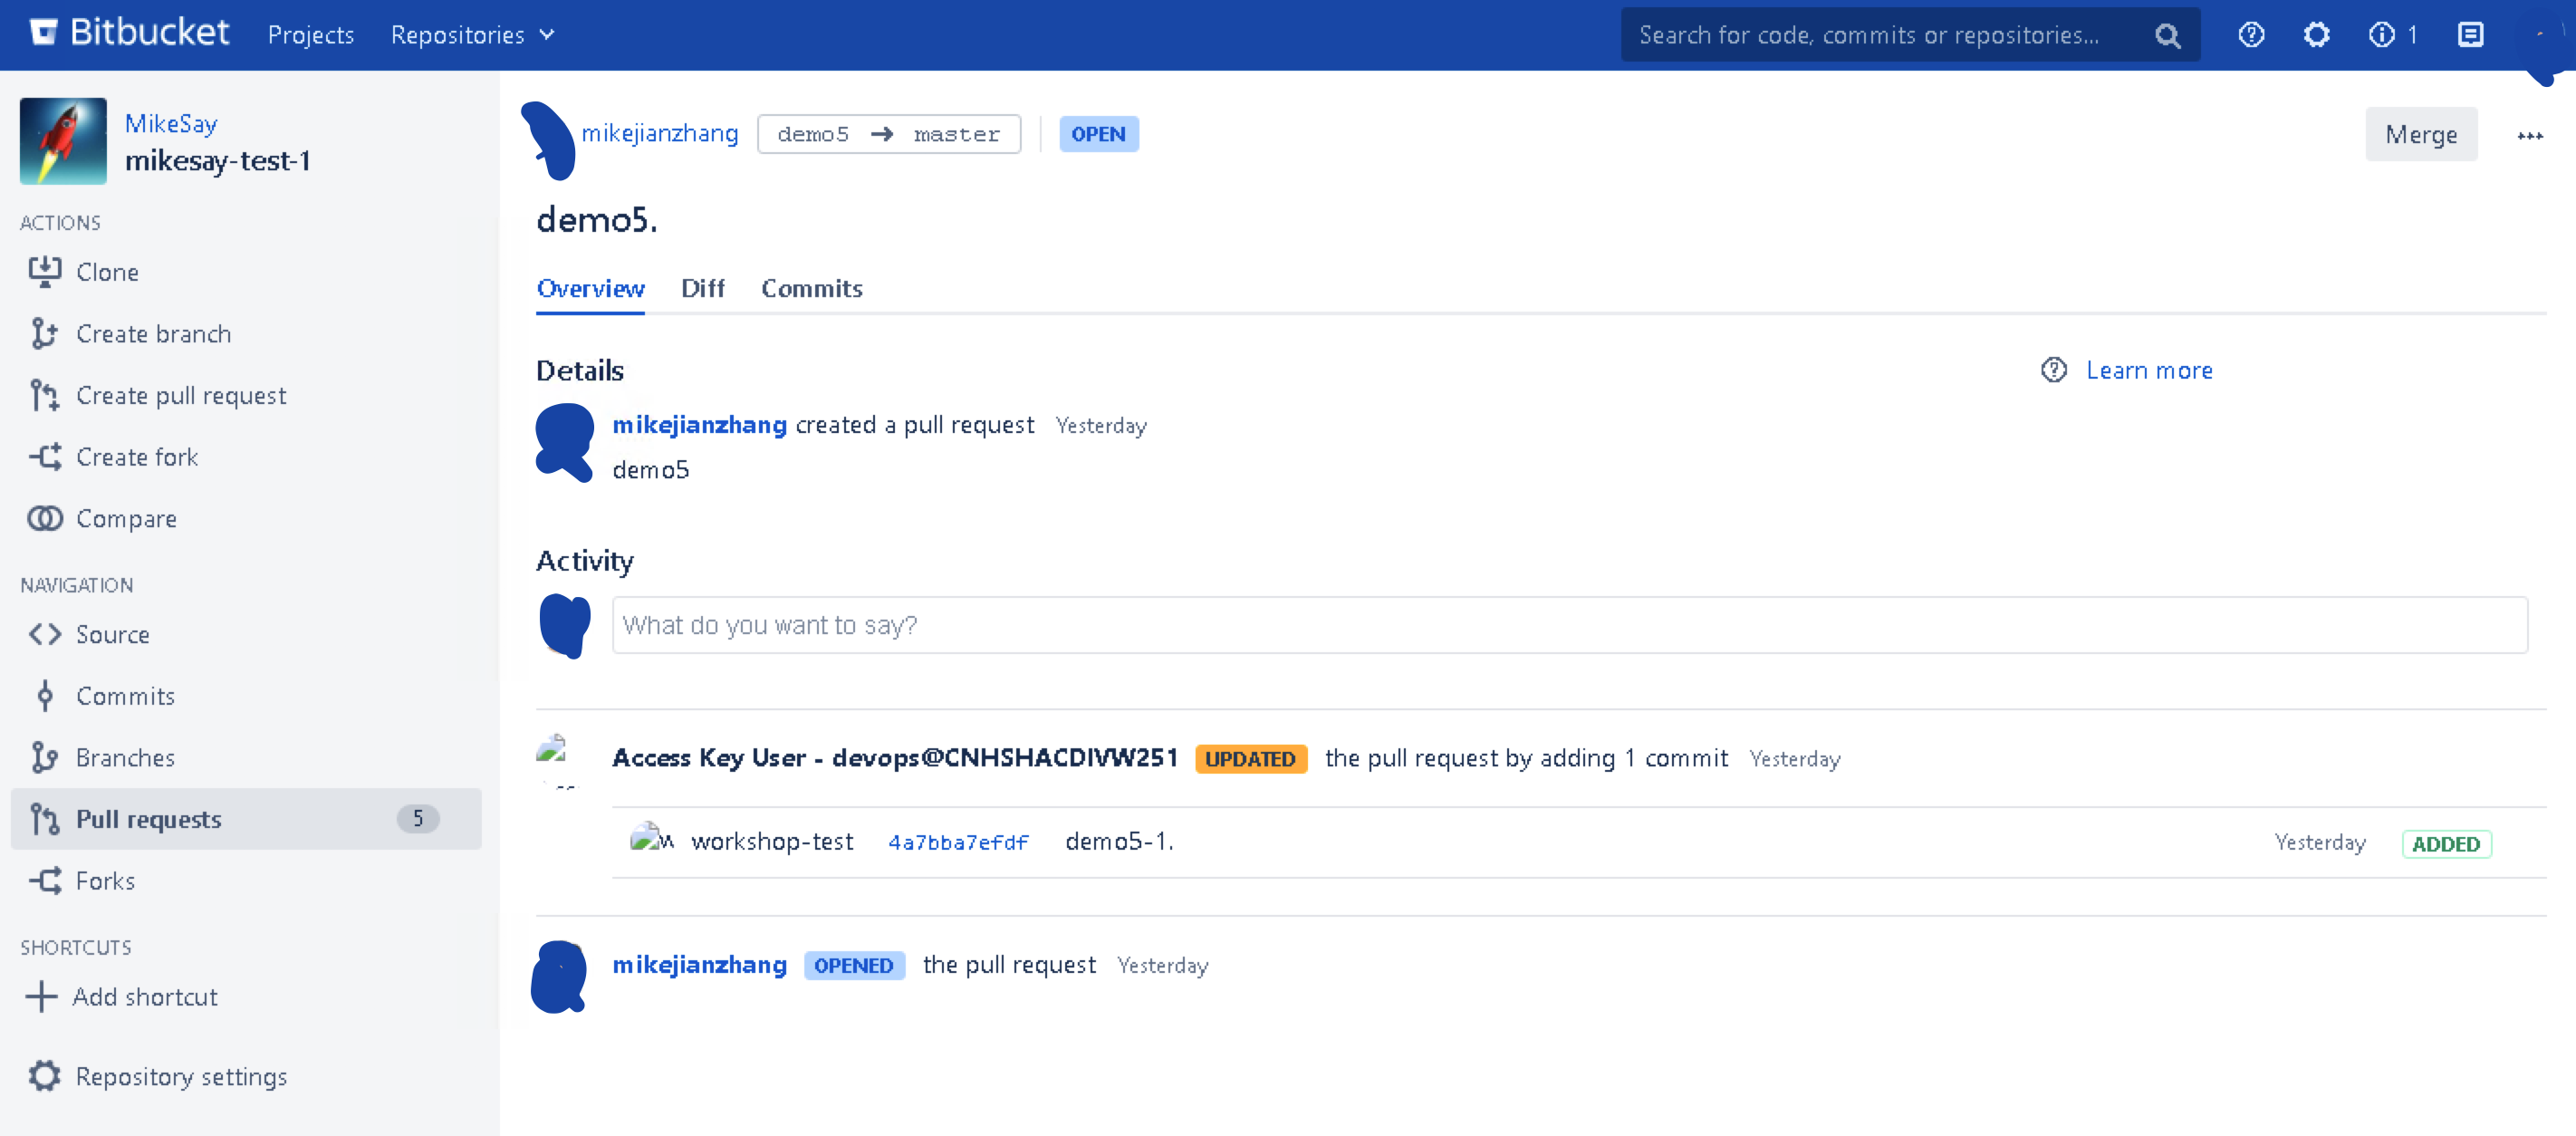 Bitbucket Projects Repositories Search for code, commits or repositories... 1
MikeSay
mikesay-test-1
ACTIONS
Clone
Create branch
Create pull request
Create fork
Compare
NAVIGATION
Source
Commits
Branches
Pull requests 5
Forks
SHORTCUTS
Add shortcut
Repository settings
mikejianzhang demo5 → master OPEN Merge
demo5.
Overview Diff Commits
Details Learn more
mikejianzhang created a pull request Yesterday
demo5
Activity
What do you want to say?
Access Key User - devops@CNHSHACDIVW251 UPDATED the pull request by adding 1 commit Yesterday
workshop-test 4a7bba7efdf demo5-1. Yesterday ADDED
mikejianzhang OPENED the pull request Yesterday